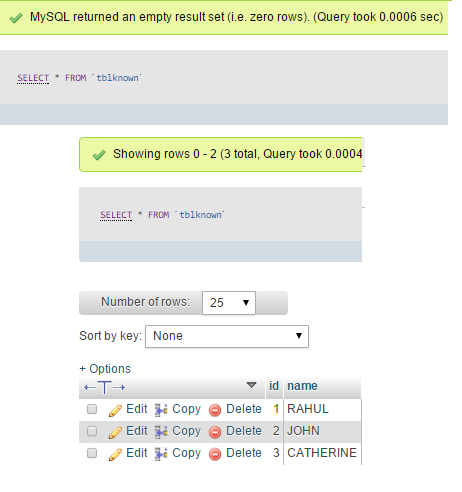 MySQL returned an empty result set (i.e. zero rows). (Query took 0.0006 sec)
SELECT * FROM `tblknown`
Showing rows 0 - 2 (3 total, Query took 0.0004
SELECT * FROM `tblknown`
Number of rows: 25
Sort by key: None
+ Options
←T→ id name
Edit Copy Delete 1 RAHUL
Edit Copy Delete 2 JOHN
Edit Copy Delete 3 CATHERINE